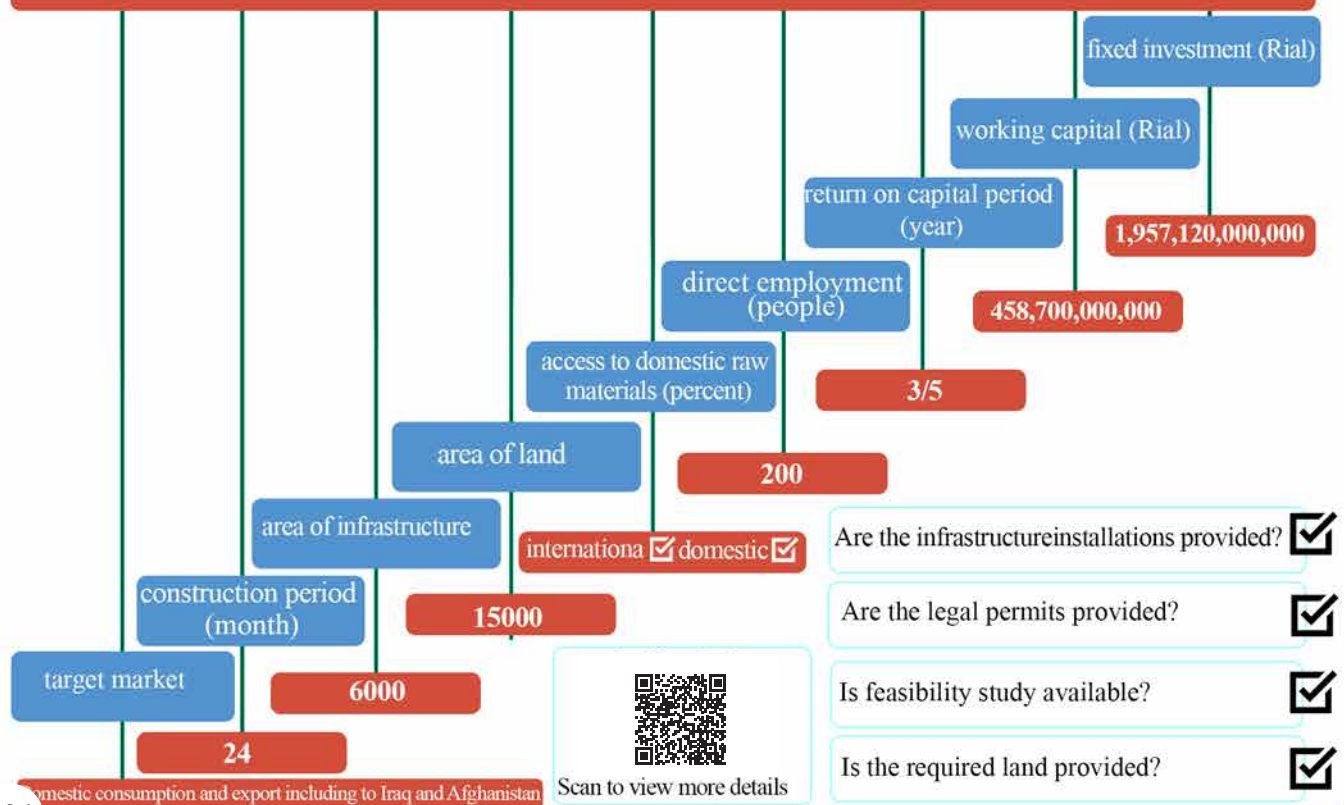 fixed investment (Rial)
1,957,120,000,000
working capital (Rial)
458,700,000,000
return on capital period
(year)
3/5
direct employment
(people)
200
access to domestic raw
materials (percent)
internationa ☑ domestic ☑
area of land
15000
area of infrastructure
6000
construction period
(month)
24
target market
omestic consumption and export including to Iraq and Afghanistan
Are the infrastructureinstallations provided? ☑
Are the legal permits provided? ☑
Is feasibility study available? ☑
Is the required land provided? ☑
Scan to view more details